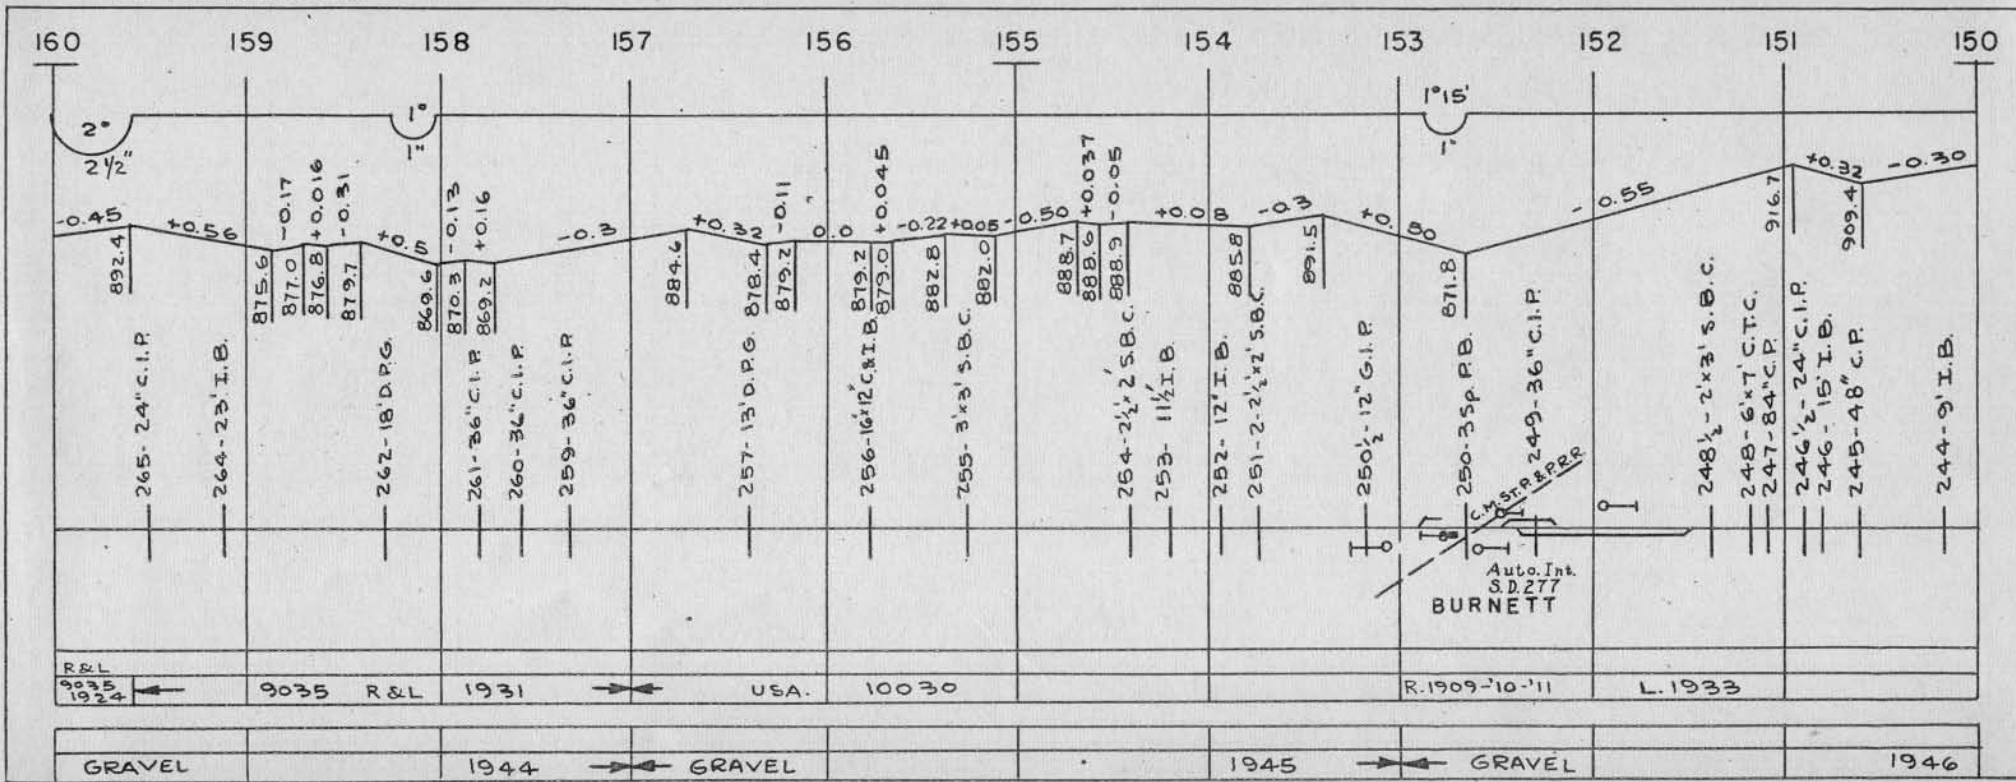 160 159 158 157 156 155 154 153 152 151 150
2° 1° 1°15'
2 1/2" 1" 1"
-0.45 +0.56 -0.17 +0.016 -0.31 +0.5 -0.13 +0.16 -0.3 +0.32 -0.11 0.0 +0.045 -0.22 +0.05 -0.50 +0.037 -0.05 +0.08 -0.3 +0.50 -0.55 +0.32 -0.30
892.4 875.6 877.0 876.8 879.7 869.6 870.3 869.2 884.6 878.4 879.2 879.2 879.0 882.8 882.0 888.7 888.6 888.9 885.8 891.5 871.8 916.7 909.4
265-24" C.I.P.
264-23' I.B.
262-18' D.P.G.
261-36" C.I.P.
260-36" C.I.P.
259-36" C.I.P.
257-13' D.P.G.
256-16'x12" C.&I.B.
255-3'x3' S.B.C.
254-2½'x2' S.B.C.
253- 11½' I.B.
252- 12' I.B.
251-2-2½'x2' S.B.C.
250½-12" G.I.P.
250-3Sp. P.B.
249-36" C.I.P.
248½-2'x3' S.B.C.
248-6'x7' C.T.C.
247-84" C.P.
246½-24" C.I.P.
246-15' I.B.
245-48" C.P.
244-9' I.B.
C.M.ST.P.&P.R.R.
Auto. Int.
S.D.277
BURNETT
R&L
9035
1924
9035 R&L 1931 USA. 10030 R.1909-'10-'11 L.1933
GRAVEL 1944 GRAVEL 1945 GRAVEL 1946